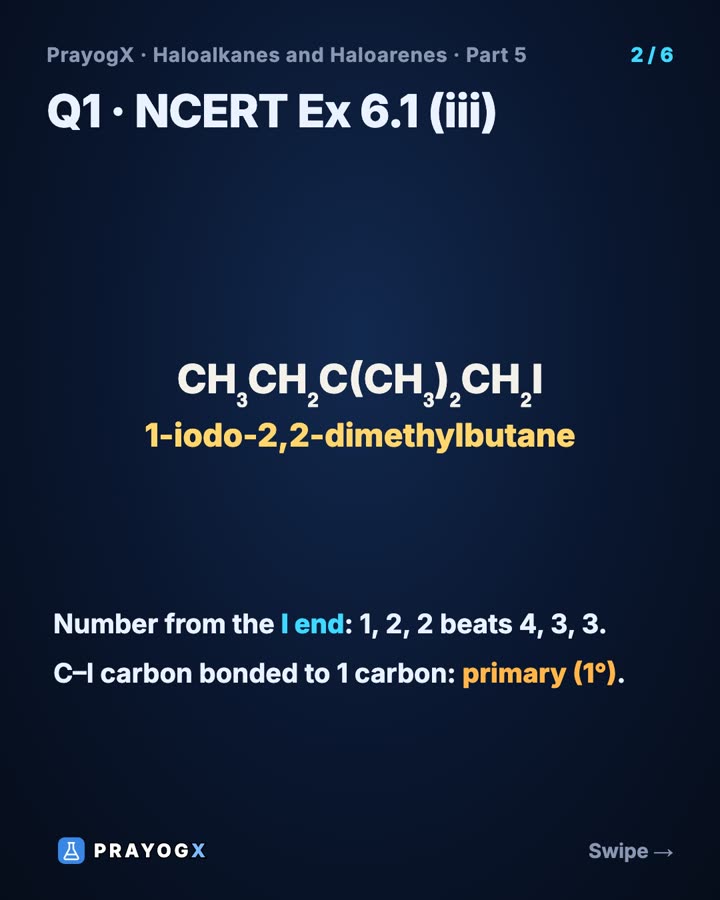 PrayogX · Haloalkanes and Haloarenes · Part 5
2 / 6
Q1 · NCERT Ex 6.1 (iii)
CH₃CH₂C(CH₃)₂CH₂I
1-iodo-2,2-dimethylbutane
Number from the I end: 1, 2, 2 beats 4, 3, 3.
C–I carbon bonded to 1 carbon: primary (1°).
PRAYOGX
Swipe →